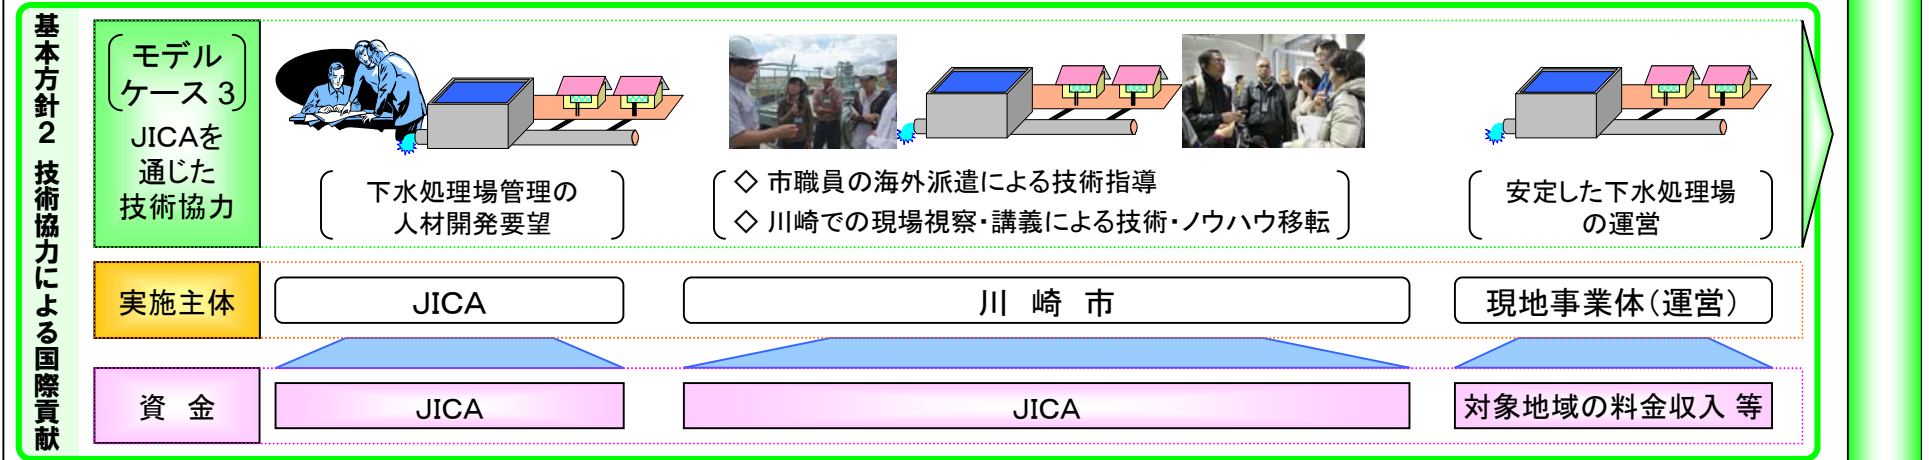 基本方針2 技術協力による国際貢献
モデル
ケース3
JICAを
通じた
技術協力
下水処理場管理の
人材開発要望
◇ 市職員の海外派遣による技術指導
◇ 川崎での現場視察・講義による技術・ノウハウ移転
安定した下水処理場
の運営
実施主体
JICA
川 崎 市
現地事業体(運営)
資 金
JICA
JICA
対象地域の料金収入 等